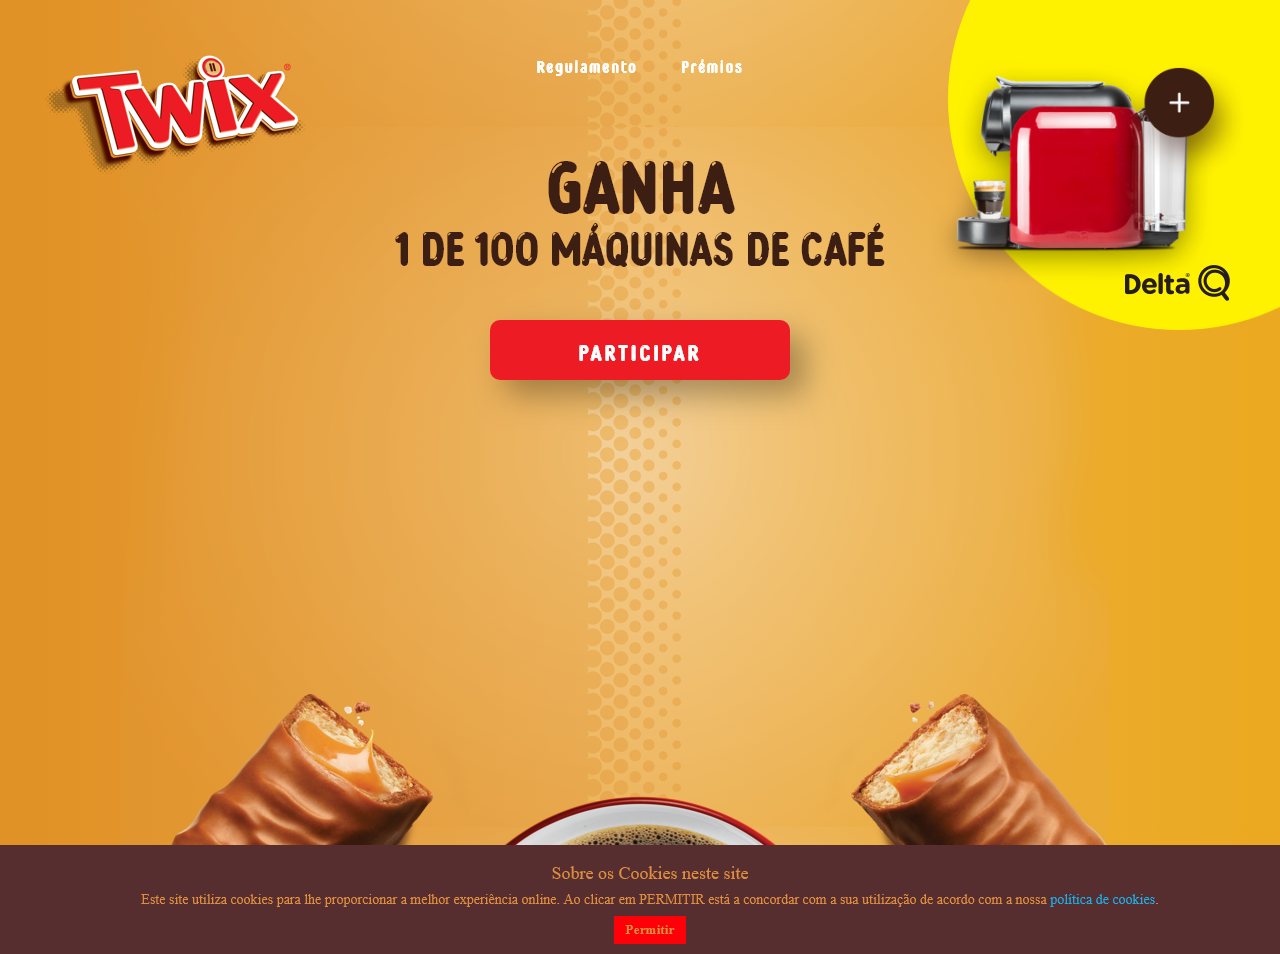 Twix
Regulamento
Prémios
GANHA
1 DE 100 MÁQUINAS DE CAFÉ
PARTICIPAR
Delta Q
Sobre os Cookies neste site
Este site utiliza cookies para lhe proporcionar a melhor experiência online. Ao clicar em PERMITIR está a concordar com a sua utilização de acordo com a nossa política de cookies.
Permitir